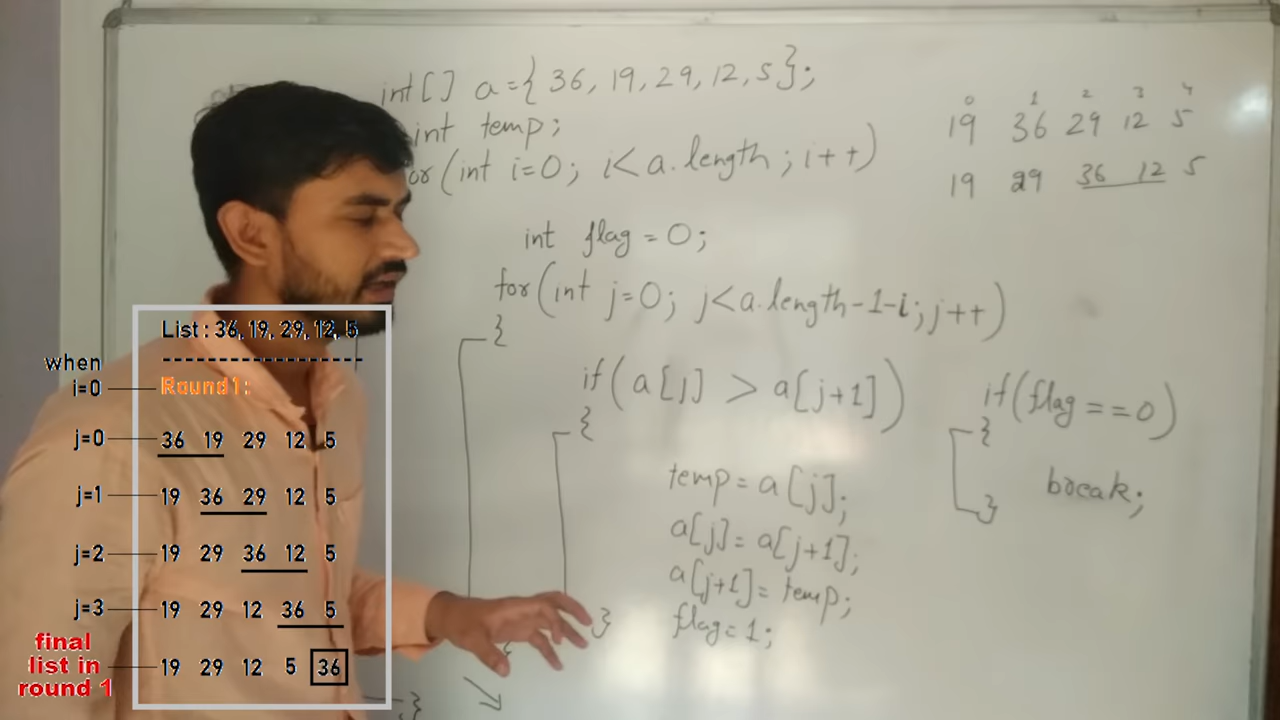 int[] a={36, 19, 29, 12, 5};
int temp;
or(int i=0; i<a.length; i++)
int flag = 0;
for(int j=0; j<a.length-1-i; j++)
{
if(a[j] > a[j+1])
{
temp = a[j];
a[j] = a[j+1];
a[j+1] = temp;
flag = 1;
}
}
if(flag == 0)
{
break;
}
0 1 2 3 4
19 36 29 12 5
19 29 36 12 5
List : 36, 19, 29, 12, 5
when
i=0 Round 1:
j=0 36 19 29 12 5
j=1 19 36 29 12 5
j=2 19 29 36 12 5
j=3 19 29 12 36 5
final
list in
round 1 19 29 12 5 36